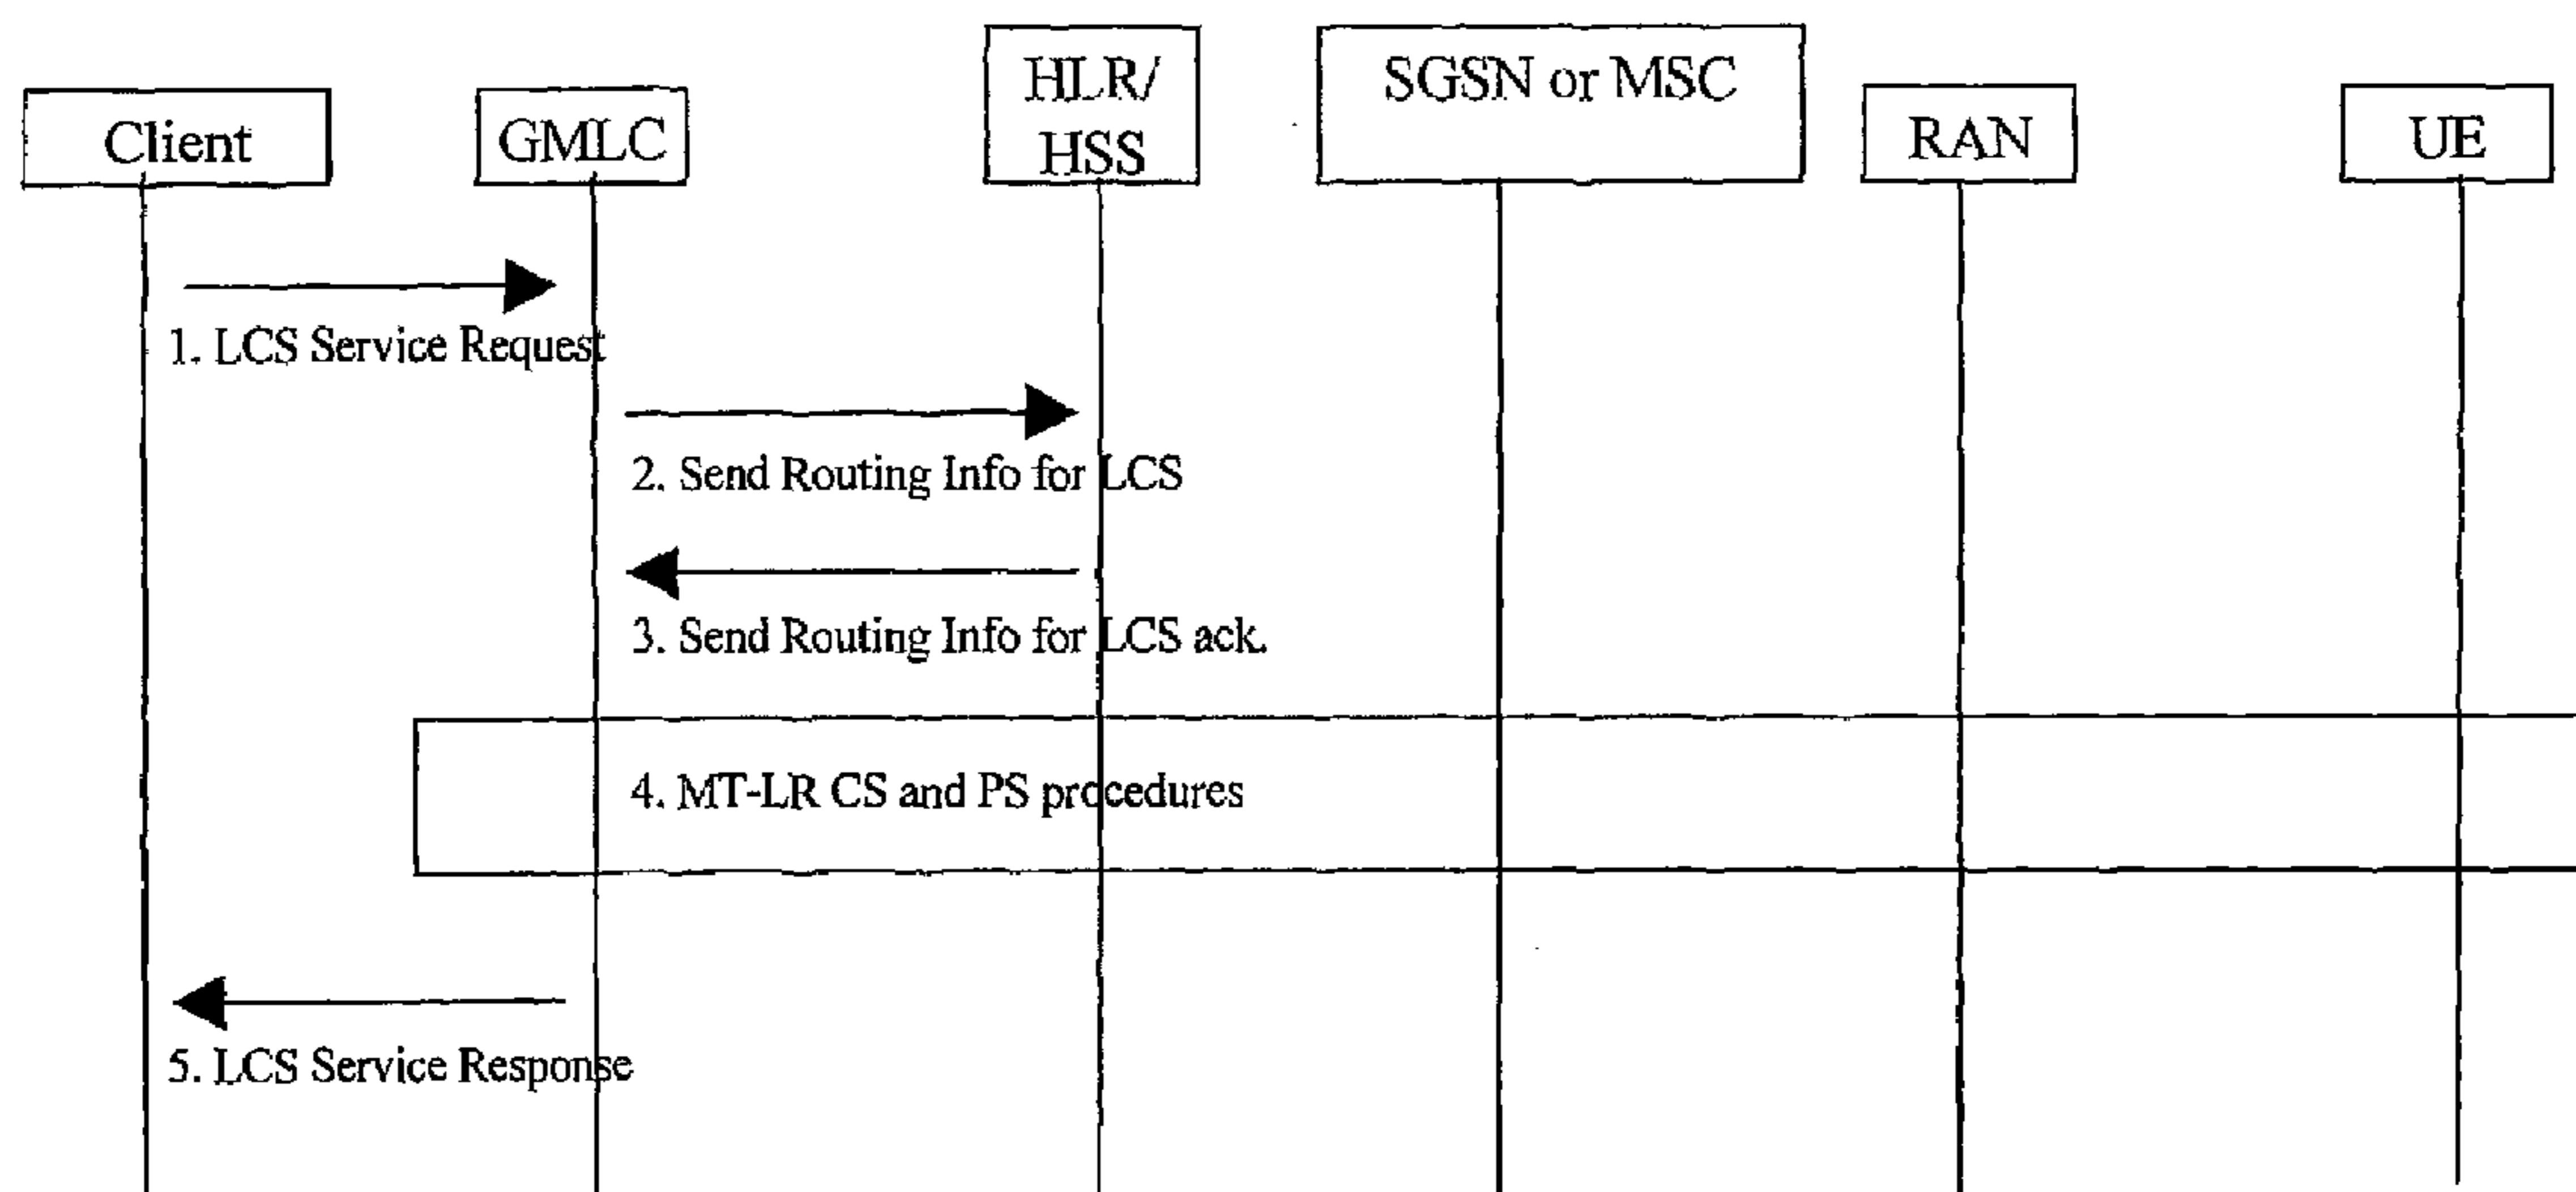 Client
GMLC
HLR/
HSS
SGSN or MSC
RAN
UE
1. LCS Service Request
2. Send Routing Info for LCS
3. Send Routing Info for LCS ack.
4. MT-LR CS and PS procedures
5. LCS Service Response